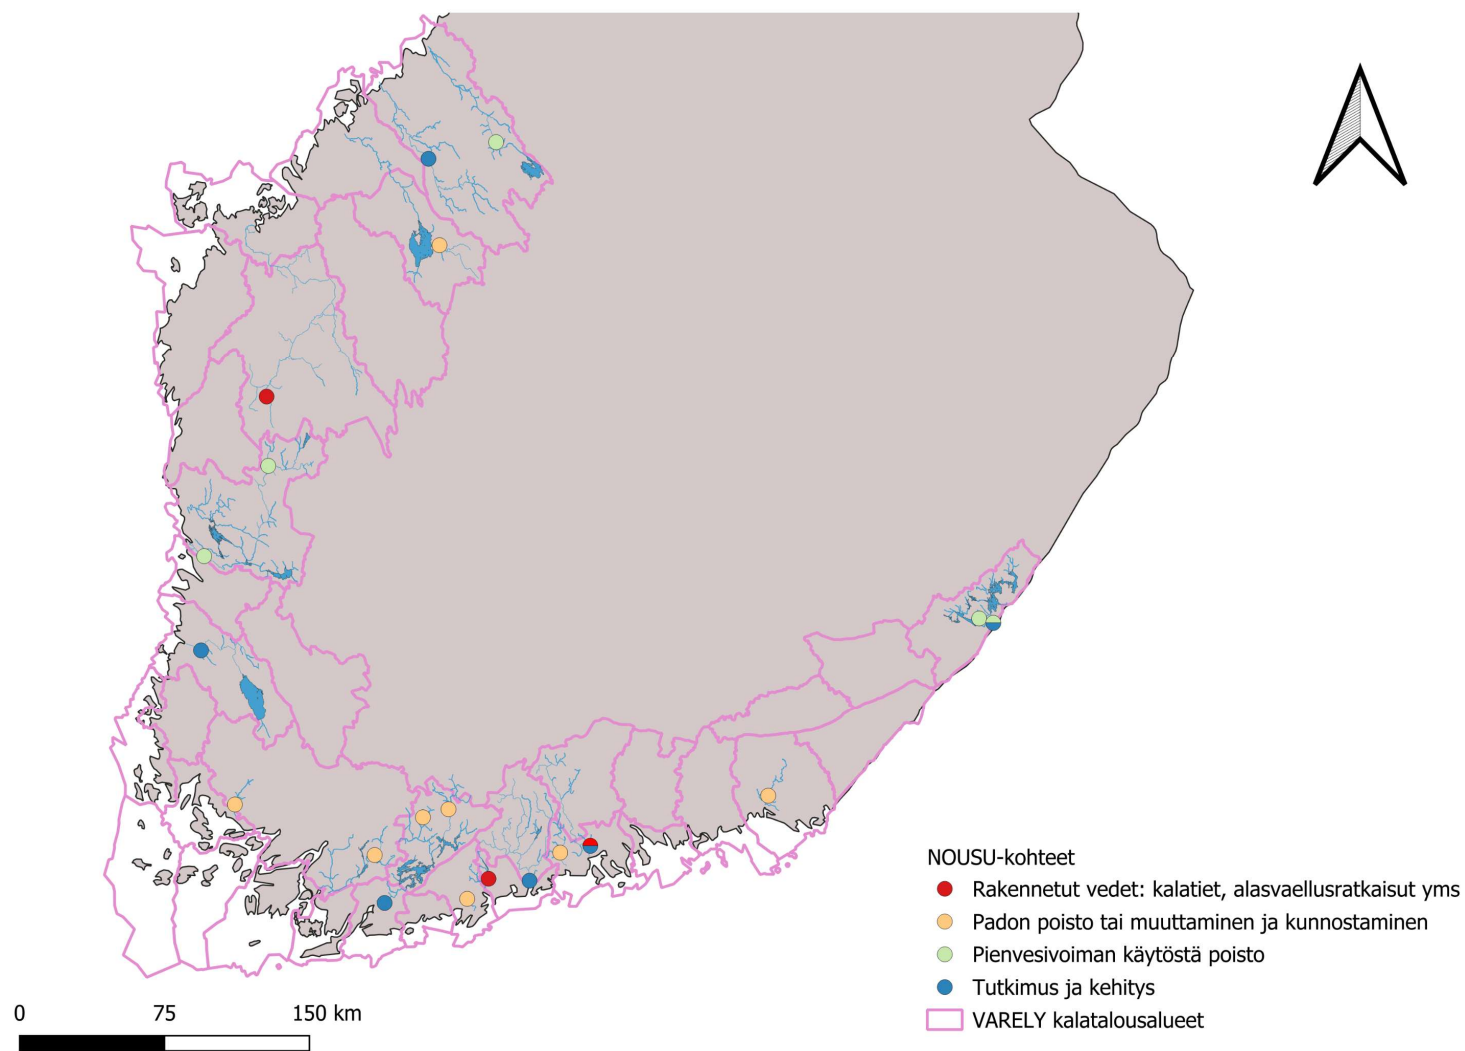 NOUSU-kohteet
Rakennetut vedet: kalatiet, alasvaellusratkaisut yms
Padon poisto tai muuttaminen ja kunnostaminen
Pienvesivoiman käytöstä poisto
Tutkimus ja kehitys
VARELY kalatalousalueet
0 75 150 km